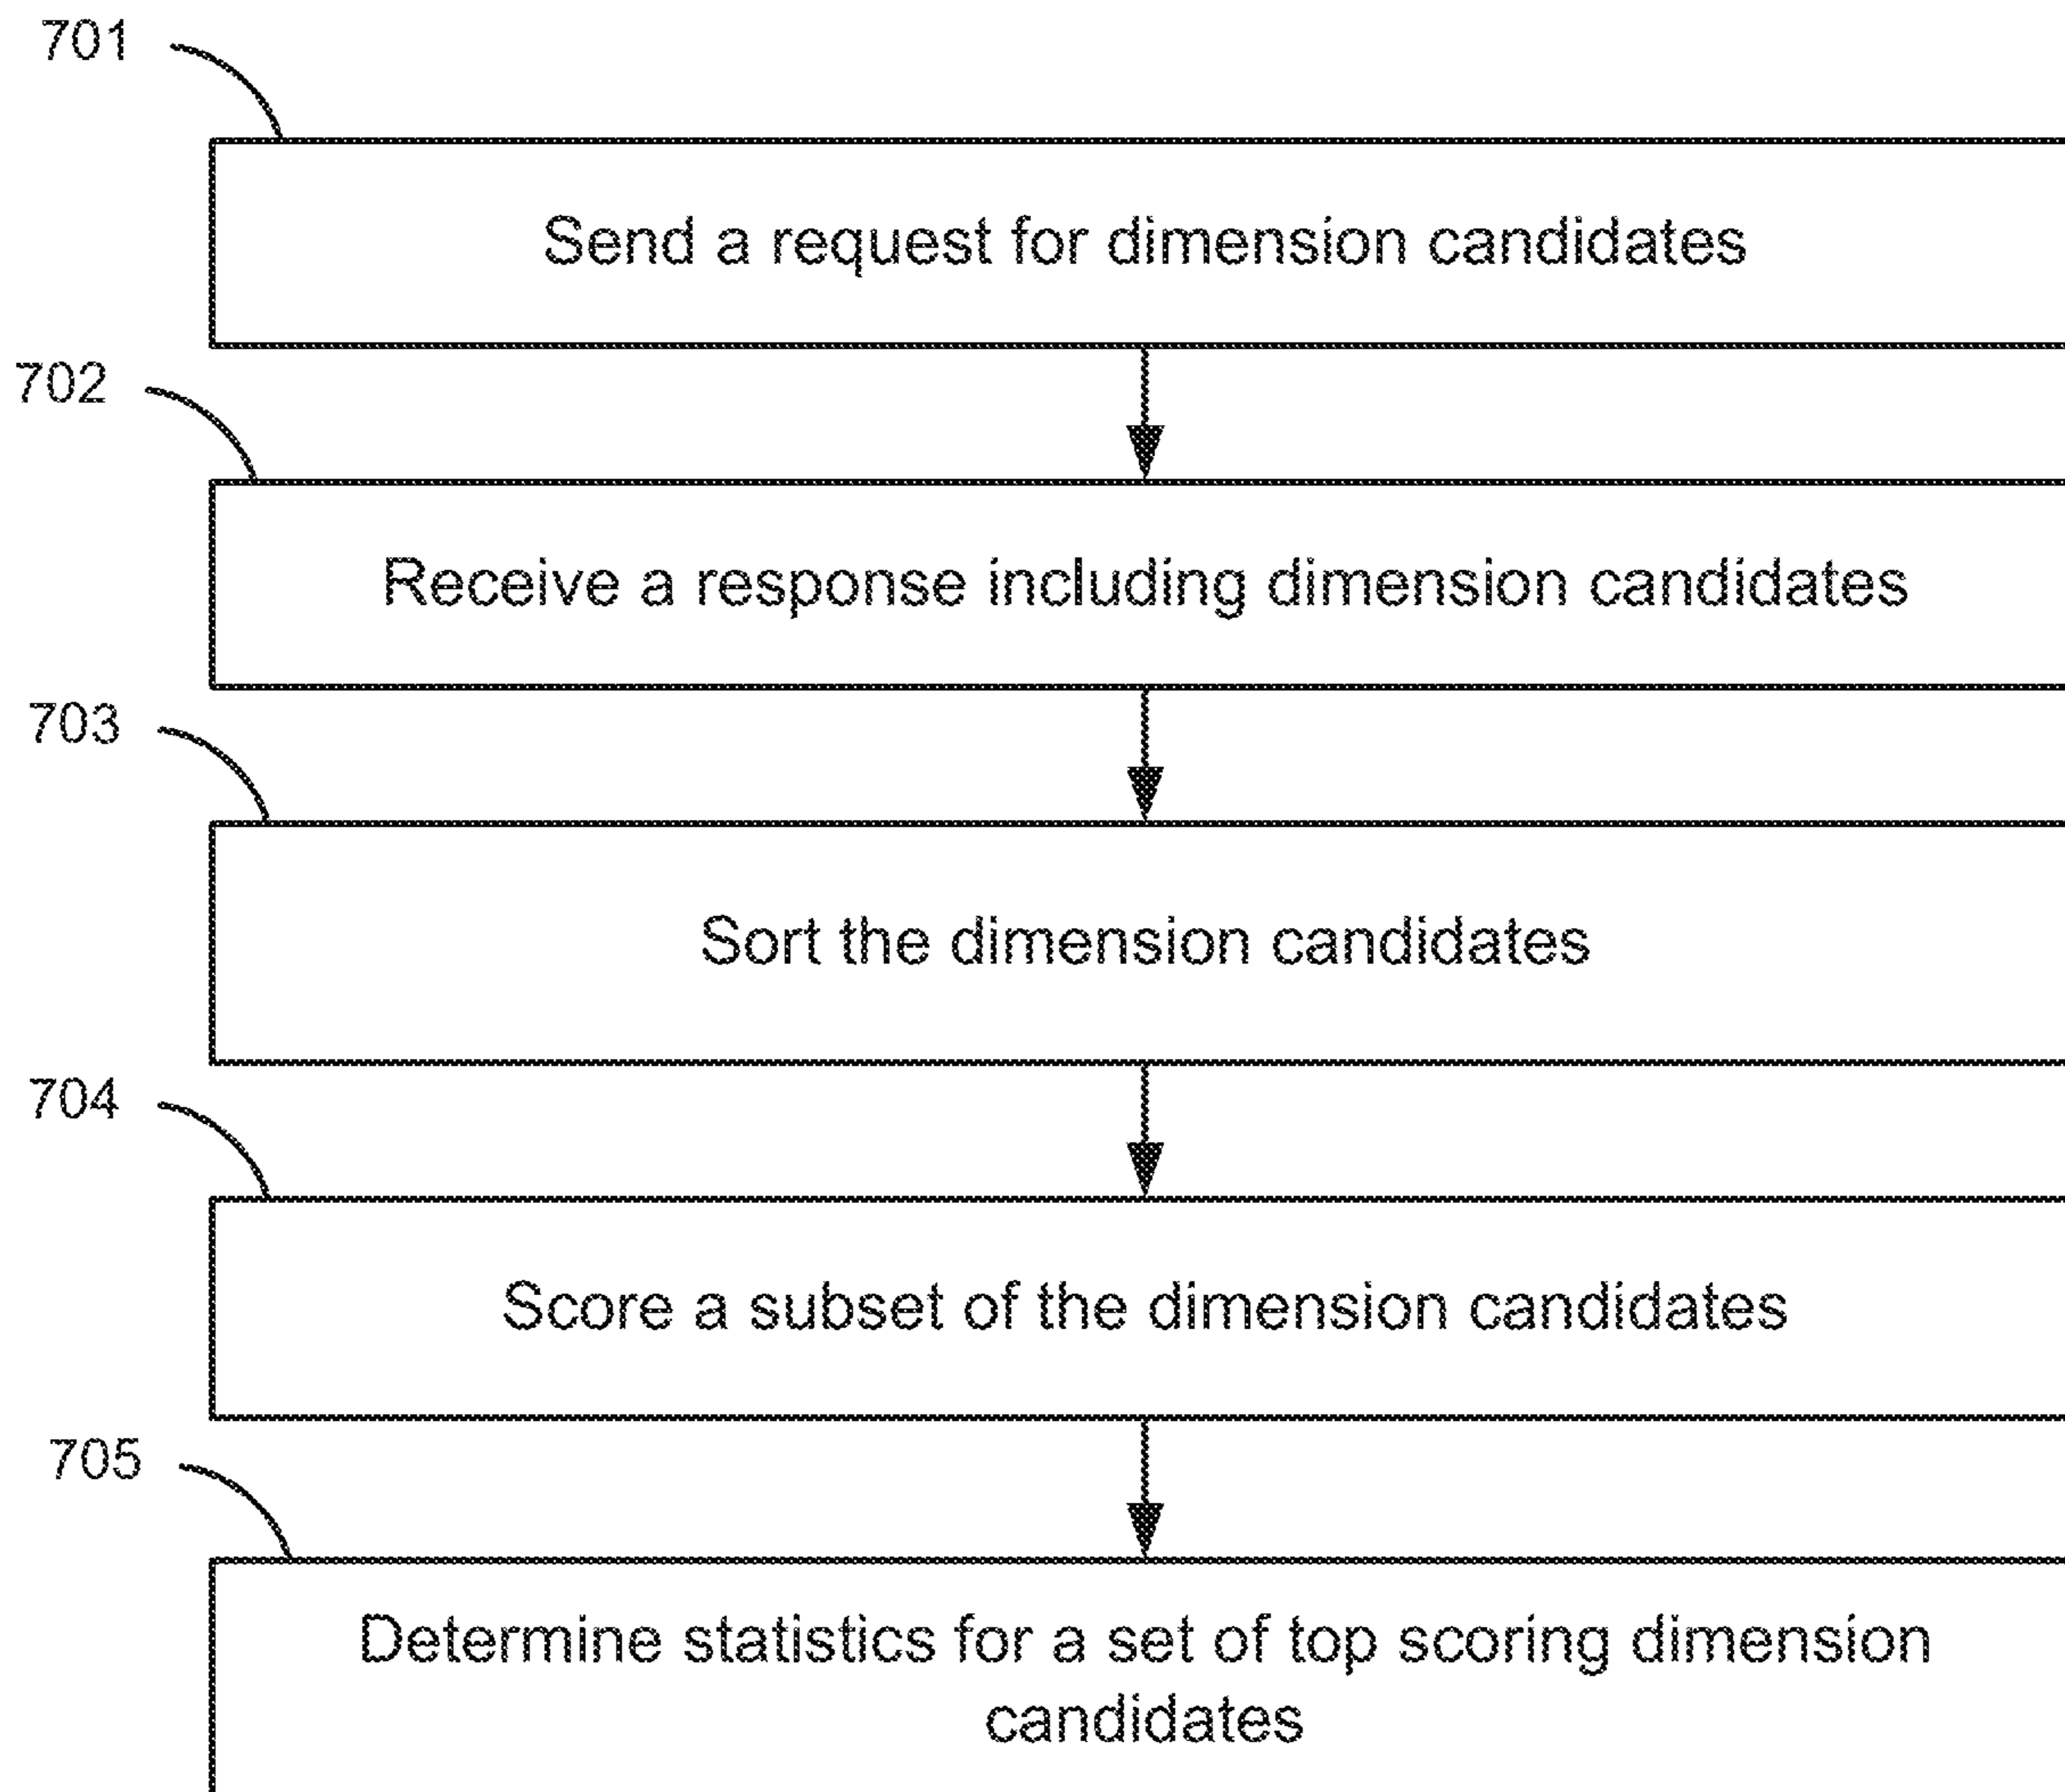 701
Send a request for dimension candidates
702
Receive a response including dimension candidates
703
Sort the dimension candidates
704
Score a subset of the dimension candidates
705
Determine statistics for a set of top scoring dimension
candidates